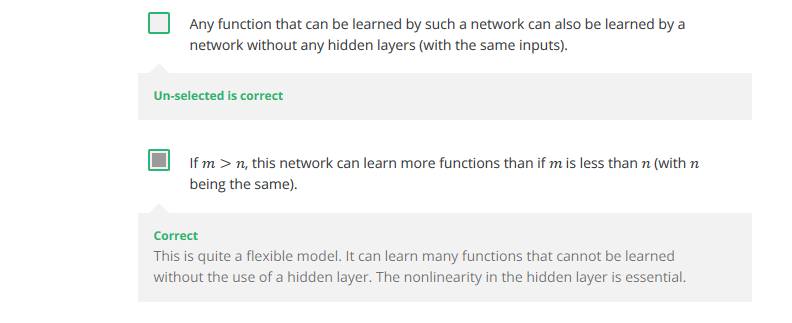 Any function that can be learned by such a network can also be learned by a
network without any hidden layers (with the same inputs).
Un-selected is correct
If m > n, this network can learn more functions than if m is less than n (with n
being the same).
Correct
This is quite a flexible model. It can learn many functions that cannot be learned
without the use of a hidden layer. The nonlinearity in the hidden layer is essential.